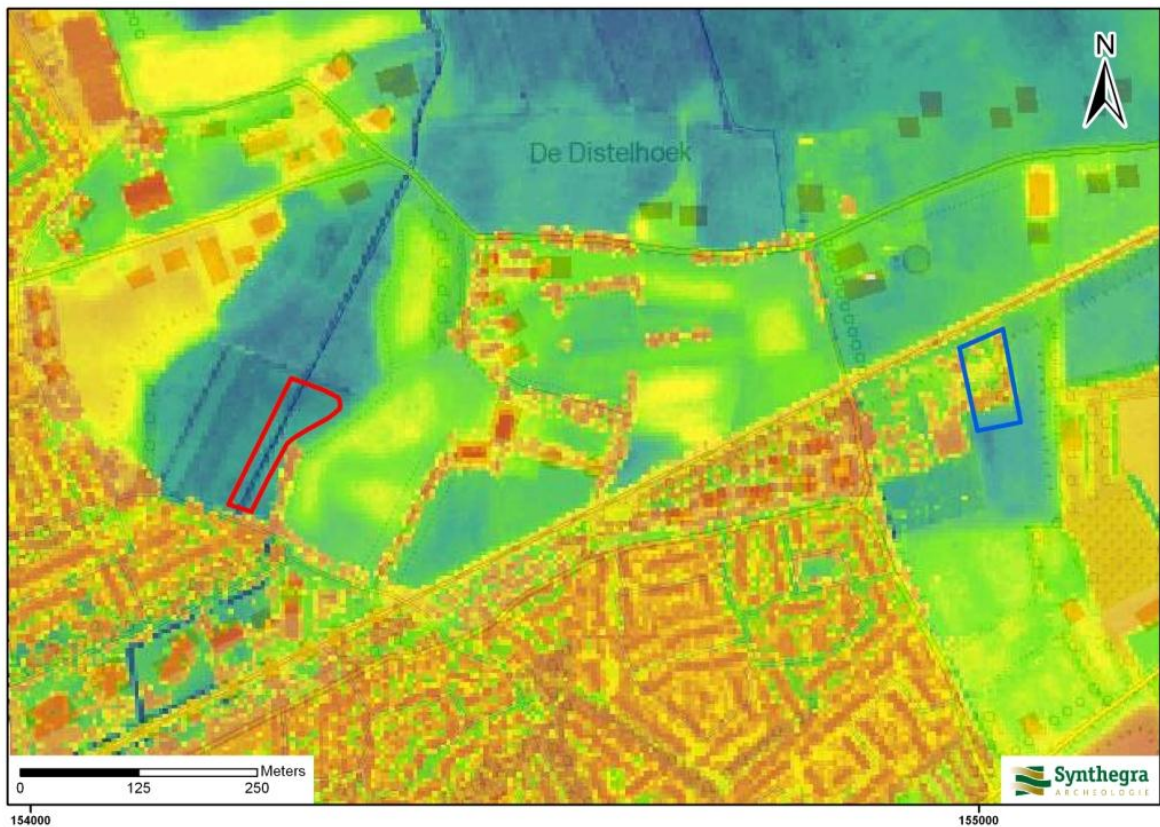 N
De Distelhoek
Meters
0 125 250
Synthegra
ARCHEOLOGIE
154000 155000